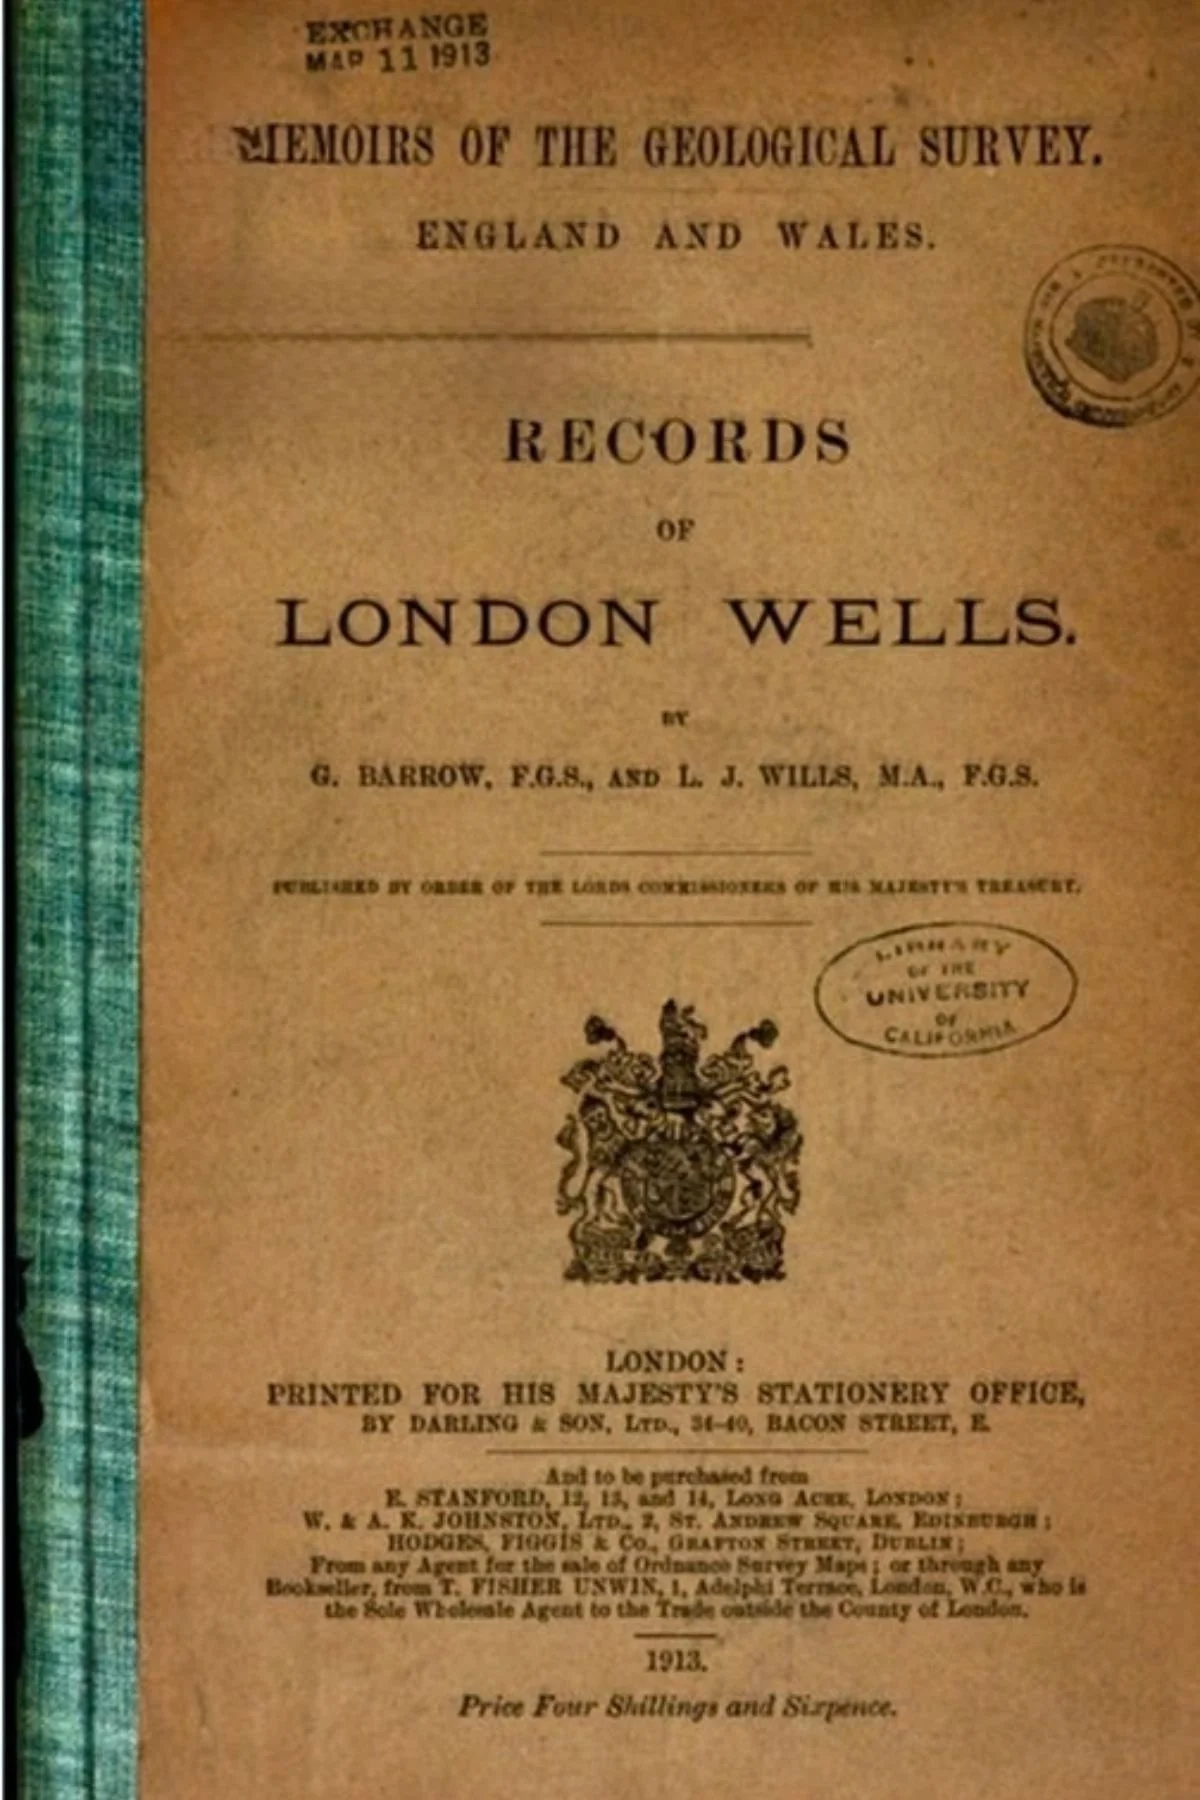 EXCHANGE
MAR 11 1913
MEMOIRS OF THE GEOLOGICAL SURVEY.
ENGLAND AND WALES.
RECORDS
OF
LONDON WELLS.
BY
G. BARROW, F.G.S., AND L. J. WILLS, M.A., F.G.S.
PUBLISHED BY ORDER OF THE LORDS COMMISSIONERS OF HIS MAJESTY'S TREASURY.
LIBRARY
OF THE
UNIVERSITY
OF
CALIFORNIA
LONDON:
PRINTED FOR HIS MAJESTY'S STATIONERY OFFICE,
BY DARLING & SON, LTD., 34-40, BACON STREET, E.
And to be purchased from
E. STANFORD, 12, 13, and 14, LONG ACRE, LONDON;
W. & A. K. JOHNSTON, LTD., 2, ST. ANDREW SQUARE, EDINBURGH;
HODGES, FIGGIS & CO., GRAFTON STREET, DUBLIN;
From any Agent for the sale of Ordnance Survey Maps; or through any
Bookseller, from T. FISHER UNWIN, 1, Adelphi Terrace, London, W.C., who is
the Sole Wholesale Agent to the Trade outside the County of London.
1913.
Price Four Shillings and Sixpence.